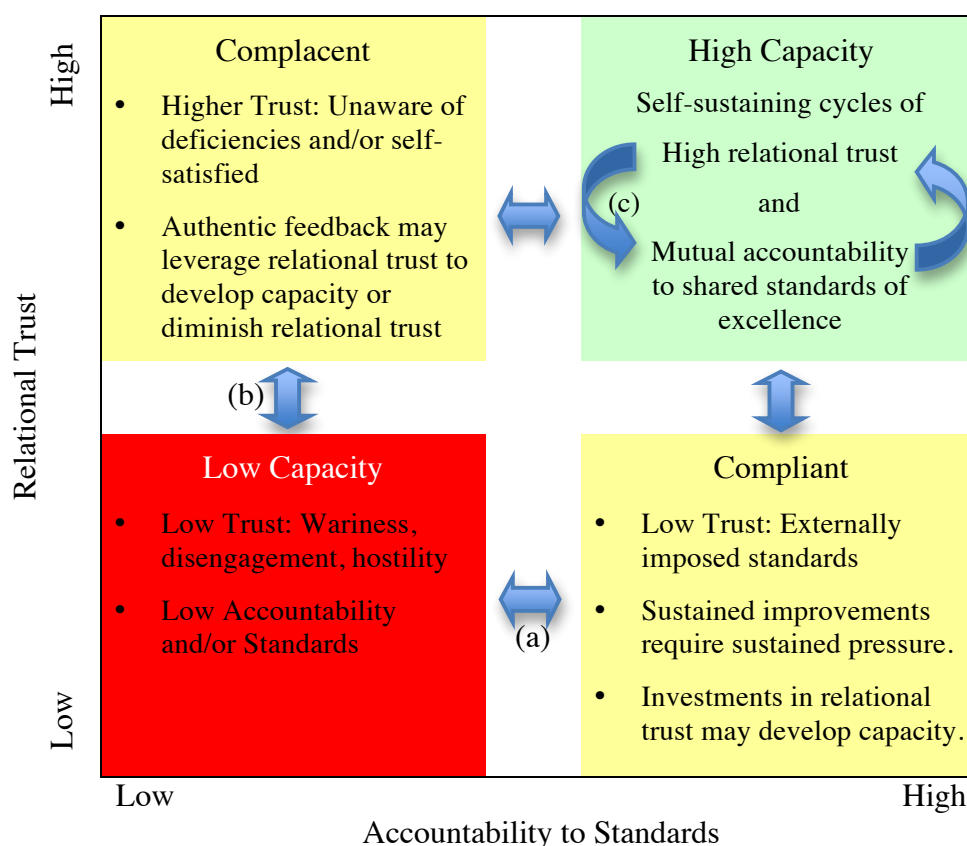 High
Relational Trust
Low
Complacent
• Higher Trust: Unaware of
deficiencies and/or self-
satisfied
• Authentic feedback may
leverage relational trust to
develop capacity or
diminish relational trust
High Capacity
Self-sustaining cycles of
High relational trust
(c)
and
Mutual accountability
to shared standards of
excellence
(b)
Low Capacity
• Low Trust: Wariness,
disengagement, hostility
• Low Accountability
and/or Standards
(a)
Compliant
• Low Trust: Externally
imposed standards
• Sustained improvements
require sustained pressure.
• Investments in relational
trust may develop capacity.
Low
High
Accountability to Standards